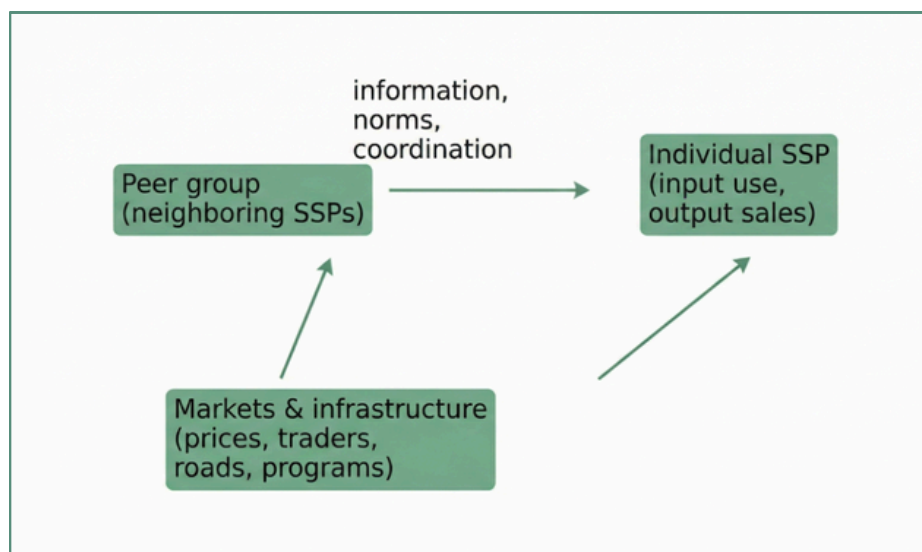 information,
norms,
coordination
Peer group
(neighboring SSPs)
Individual SSP
(input use,
output sales)
Markets & infrastructure
(prices, traders,
roads, programs)